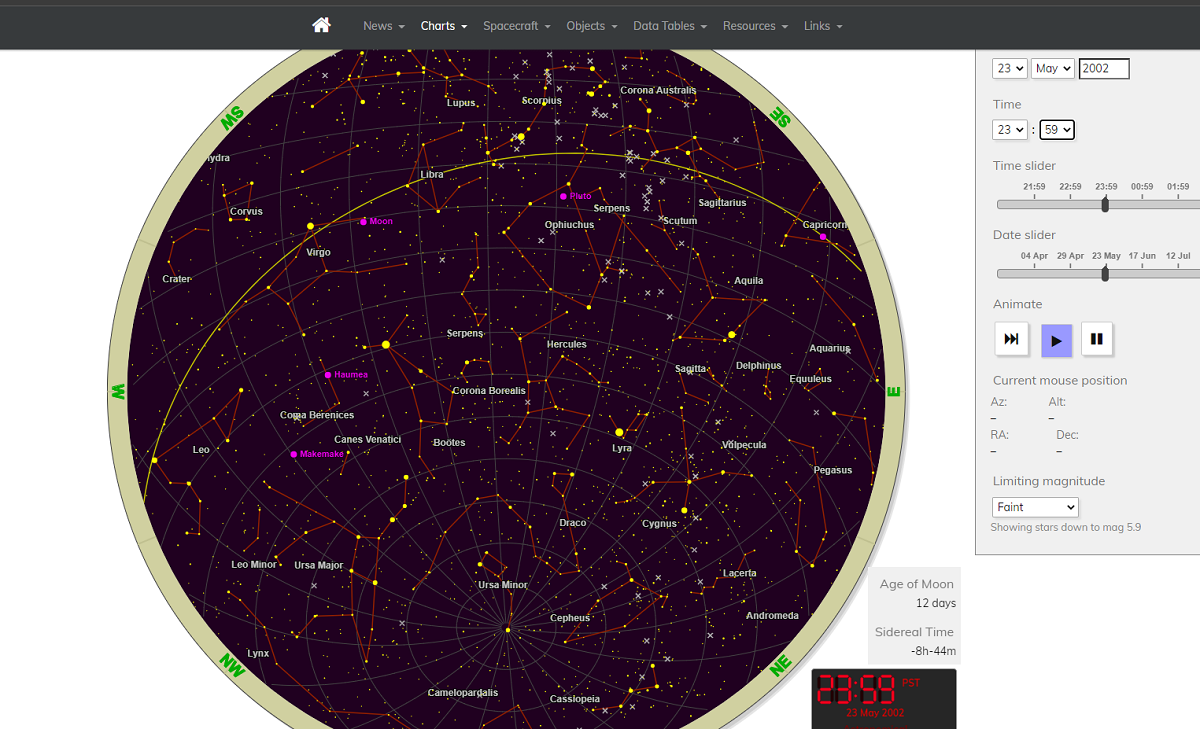 News Charts Spacecraft Objects Data Tables Resources Links
23 May 2002
Time
23 : 59
Time slider
21:59 22:59 23:59 00:59 01:59
Date slider
04 Apr 29 Apr 23 May 17 Jun 12 Jul
Animate
Current mouse position
Az: Alt:
– –
RA: Dec:
– –
Limiting magnitude
Faint
Showing stars down to mag 5.9
Age of Moon
12 days
Sidereal Time
-8h-44m
23:59 PST
23 May 2002
SW
SE
W
E
NW
NE
Lupus
Scorpius
Corona Australis
ydra
Libra
Corvus
Moon
Pluto
Serpens
Sagittarius
Ophiuchus
Scutum
Capricorn
Virgo
Crater
Aquila
Serpens
Hercules
Aquarius
Haumea
Sagitta
Delphinus
Equuleus
Corona Borealis
Coma Berenices
Canes Venatici
Bootes
Leo
Makemake
Lyra
Vulpecula
Pegasus
Draco
Cygnus
Leo Minor
Ursa Major
Ursa Minor
Lacerta
Cepheus
Andromeda
Lynx
Camelopardalis
Cassiopeia